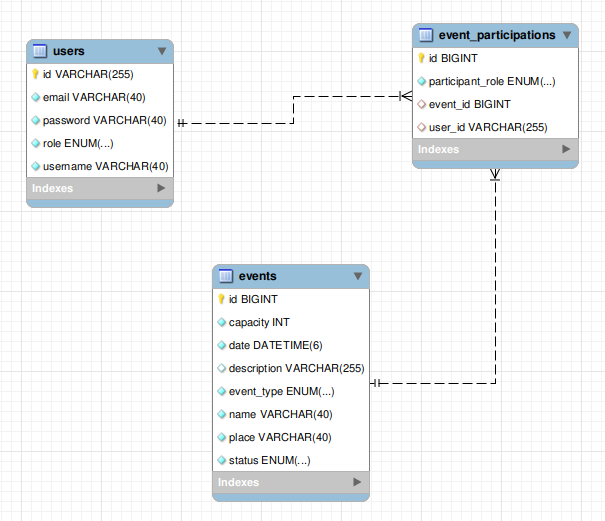 users
id VARCHAR(255)
email VARCHAR(40)
password VARCHAR(40)
role ENUM(...)
username VARCHAR(40)
Indexes
event_participations
id BIGINT
participant_role ENUM(...)
event_id BIGINT
user_id VARCHAR(255)
Indexes
events
id BIGINT
capacity INT
date DATETIME(6)
description VARCHAR(255)
event_type ENUM(...)
name VARCHAR(40)
place VARCHAR(40)
status ENUM(...)
Indexes